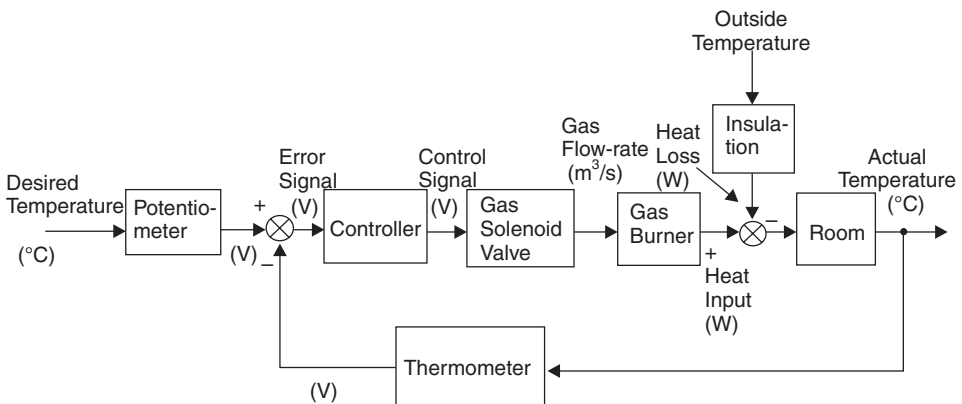 Outside
Temperature
Insula-
tion
Gas
Flow-rate
(m³/s)
Heat
Loss
(W)
Actual
Temperature
(°C)
Desired
Temperature
(°C)
Potentio-
meter
(V)
+
−
Error
Signal
(V)
Controller
Control
Signal
(V)
Gas
Solenoid
Valve
Gas
Burner
+
Heat
Input
(W)
−
Room
Thermometer
(V)